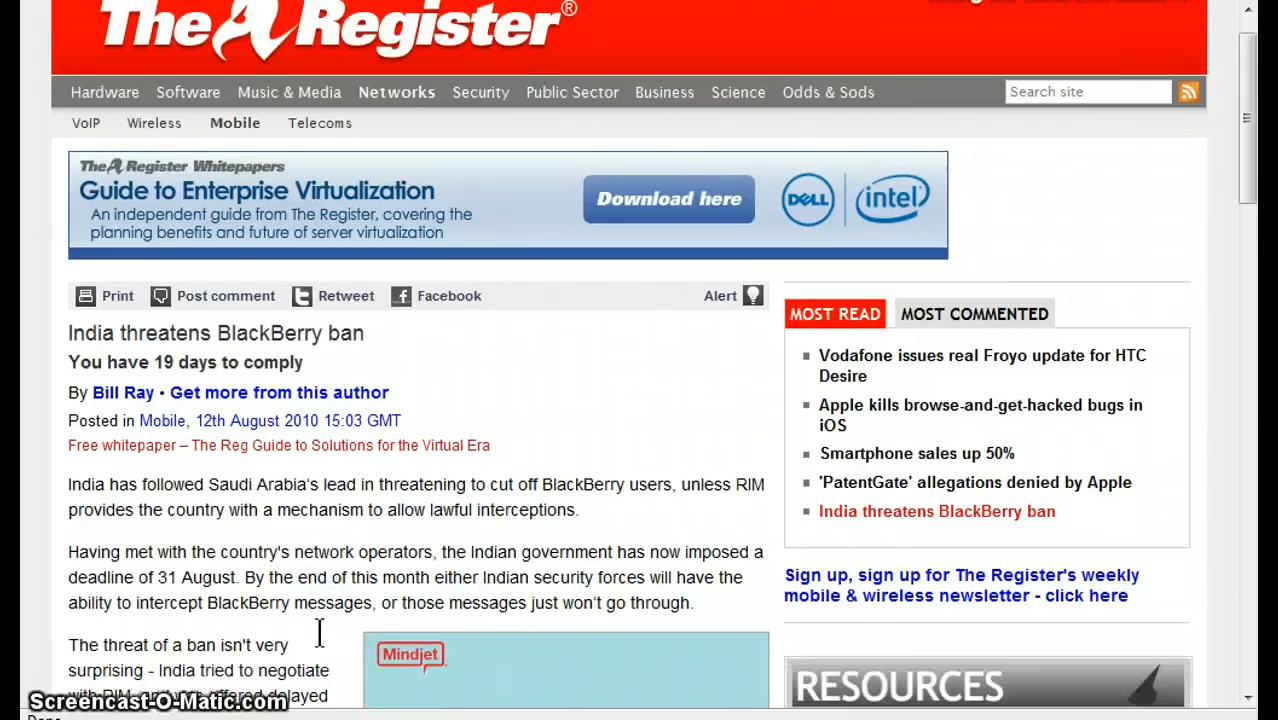 The Register®
Hardware Software Music & Media Networks Security Public Sector Business Science Odds & Sods
Search site
VoIP Wireless Mobile Telecoms
The Register Whitepapers
Guide to Enterprise Virtualization
An independent guide from The Register, covering the
planning benefits and future of server virtualization
Download here
DELL
intel
Print Post comment Retweet Facebook Alert
India threatens BlackBerry ban
You have 19 days to comply
By Bill Ray • Get more from this author
Posted in Mobile, 12th August 2010 15:03 GMT
Free whitepaper – The Reg Guide to Solutions for the Virtual Era
India has followed Saudi Arabia's lead in threatening to cut off BlackBerry users, unless RIM
provides the country with a mechanism to allow lawful interceptions.
Having met with the country's network operators, the Indian government has now imposed a
deadline of 31 August. By the end of this month either Indian security forces will have the
ability to intercept BlackBerry messages, or those messages just won't go through.
The threat of a ban isn't very
surprising - India tried to negotiate
with RIM
delayed
Mindjet
MOST READ MOST COMMENTED
Vodafone issues real Froyo update for HTC
Desire
Apple kills browse-and-get-hacked bugs in
iOS
Smartphone sales up 50%
'PatentGate' allegations denied by Apple
India threatens BlackBerry ban
Sign up, sign up for The Register's weekly
mobile & wireless newsletter - click here
RESOURCES
Screencast-O-Matic.com